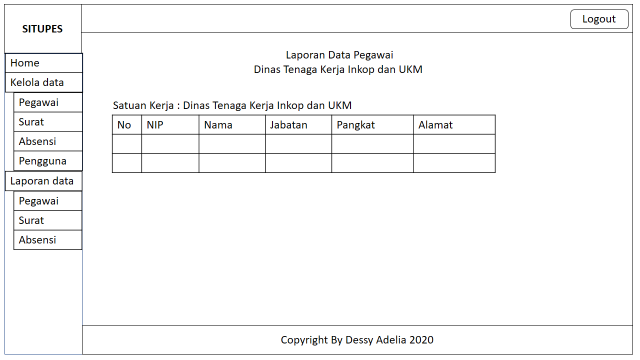 SITUPES
Logout
Home
Kelola data
Pegawai
Surat
Absensi
Pengguna
Laporan data
Pegawai
Surat
Absensi
Laporan Data Pegawai
Dinas Tenaga Kerja Inkop dan UKM
Satuan Kerja : Dinas Tenaga Kerja Inkop dan UKM
No NIP Nama Jabatan Pangkat Alamat
Copyright By Dessy Adelia 2020